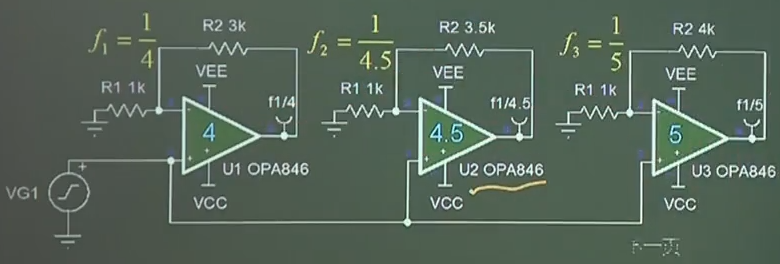 f₁ = 1/4
R2 3k
R1 1k
VEE
f1/4
4
U1 OPA846
VCC
VG1
f₂ = 1/4.5
R2 3.5k
R1 1k
VEE
f1/4.5
4.5
U2 OPA846
VCC
f₃ = 1/5
R2 4k
R1 1k
VEE
f1/5
5
U3 OPA846
VCC
下一页